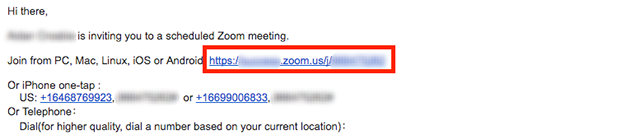 Hi there,
is inviting you to a scheduled Zoom meeting.
Join from PC, Mac, Linux, iOS or Android: https:/ .zoom.us/j/
Or iPhone one-tap :
US: +16468769923, or +16699006833,
Or Telephone:
Dial(for higher quality, dial a number based on your current location):